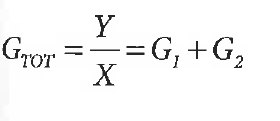 G_TOT = Y/X = G_1 + G_2